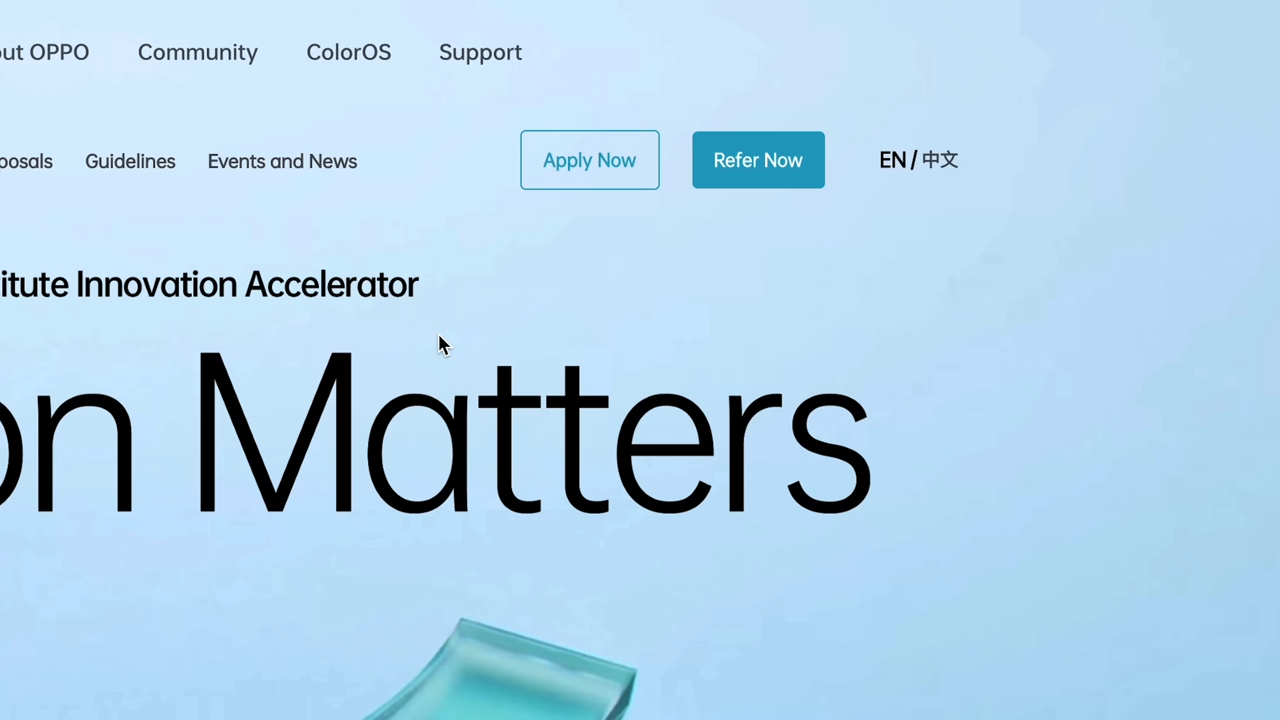 out OPPO Community ColorOS Support
posals Guidelines Events and News Apply Now Refer Now EN / 中文
itute Innovation Accelerator
on Matters